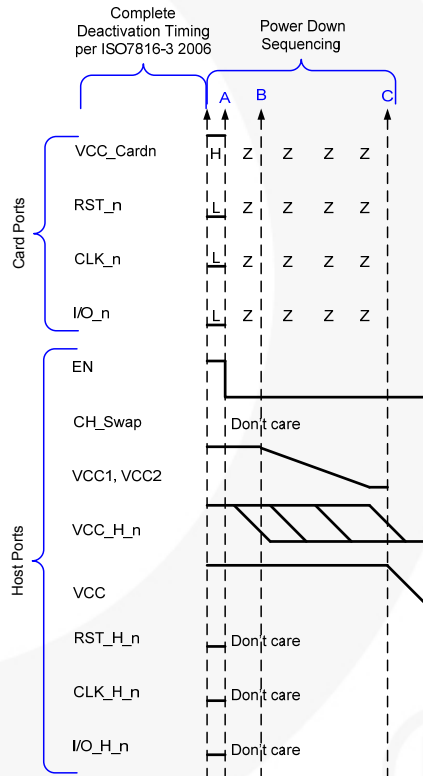 Complete
Deactivation Timing
per ISO7816-3 2006
Power Down
Sequencing
A B C
Card Ports
VCC_Cardn H Z Z Z Z
RST_n L Z Z Z Z
CLK_n L Z Z Z Z
I/O_n L Z Z Z Z
Host Ports
EN
CH_Swap Don't care
VCC1, VCC2
VCC_H_n
VCC
RST_H_n Don't care
CLK_H_n Don't care
I/O_H_n Don't care